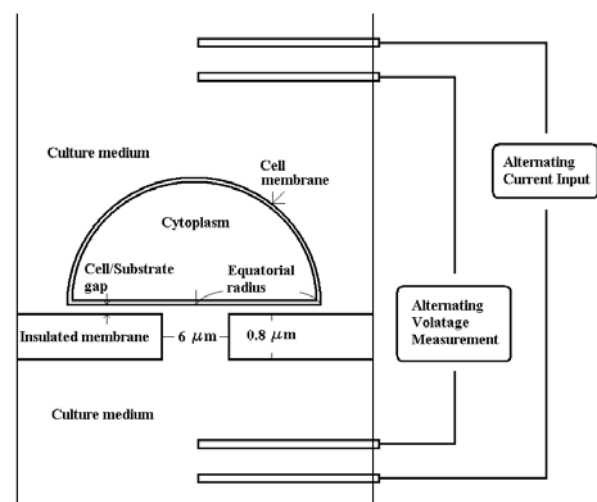 Culture medium
Cell
membrane
Alternating
Current Input
Cytoplasm
Cell/Substrate
gap
Equatorial
radius
Insulated membrane
6 μm
0.8 μm
Alternating
Volatage
Measurement
Culture medium